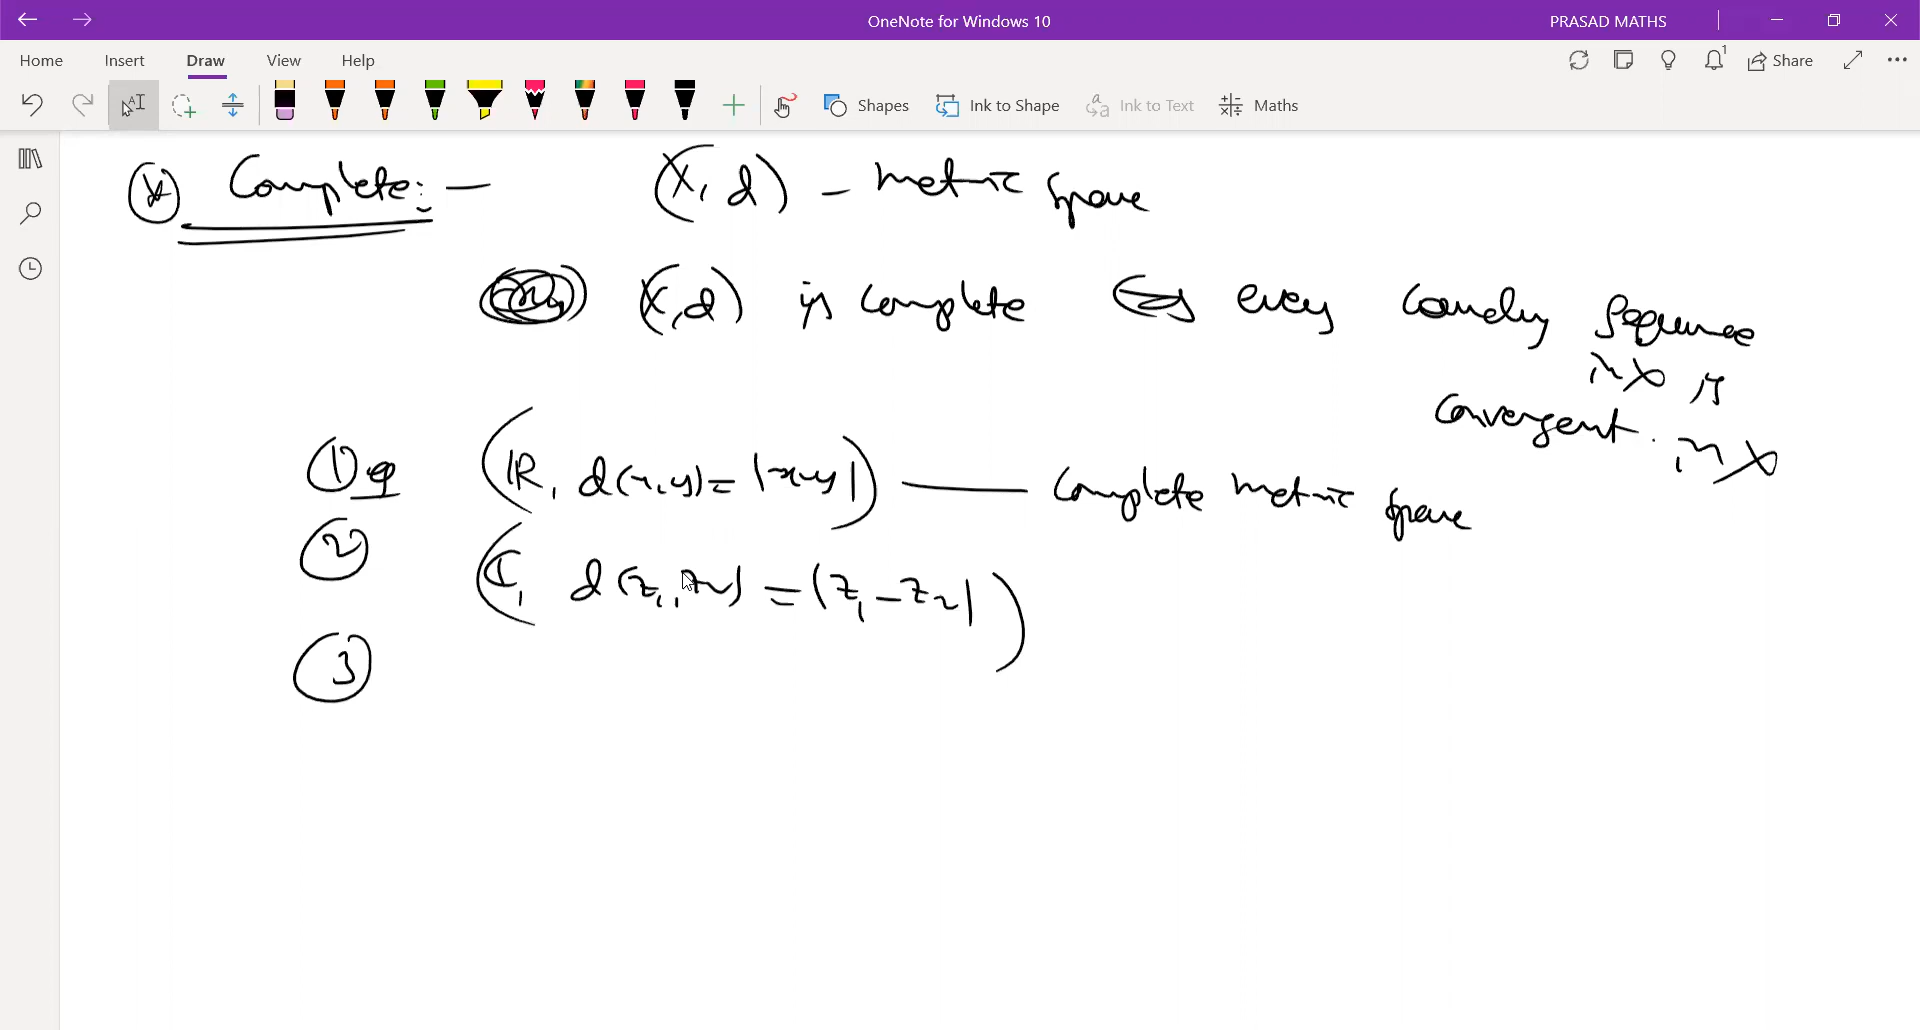 OneNote for Windows 10
PRASAD MATHS
Home Insert Draw View Help
1
Share
Shapes
Ink to Shape
Ink to Text
Maths
Complete: — (X, d) – metric space
(X, d) is complete ⇔ every cauchy sequence
in X is
convergent. in X
① eg (ℝ, d(x,y) = |x-y|) —— complete metric space
② (ℂ, d(z₁, z₂) = |z₁ - z₂|)
③